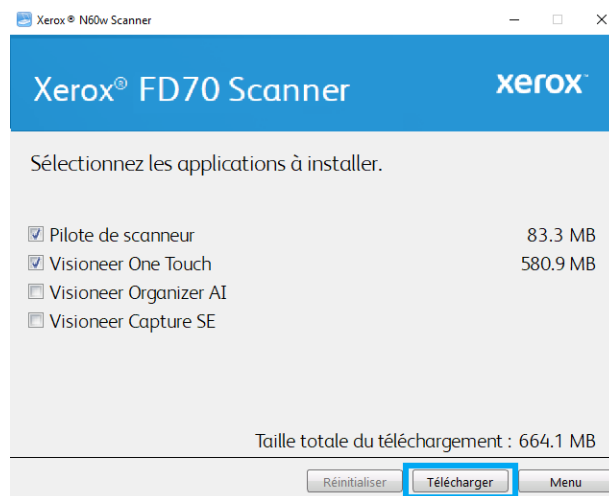 Xerox® N60w Scanner
Xerox® FD70 Scanner
xerox™
Sélectionnez les applications à installer.
Pilote de scanneur 83.3 MB
Visioneer One Touch 580.9 MB
Visioneer Organizer AI
Visioneer Capture SE
Taille totale du téléchargement : 664.1 MB
Réinitialiser Télécharger Menu